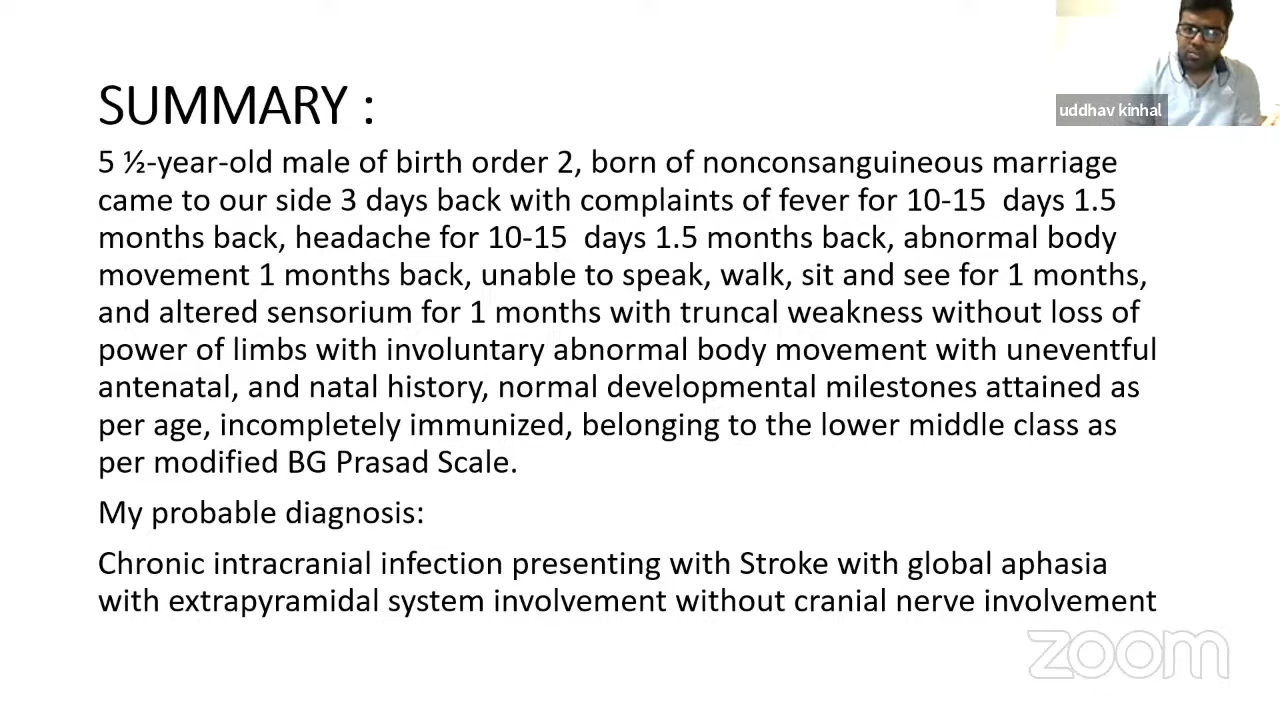 uddhav kinhal
SUMMARY :
5 ½-year-old male of birth order 2, born of nonconsanguineous marriage
came to our side 3 days back with complaints of fever for 10-15  days 1.5
months back, headache for 10-15  days 1.5 months back, abnormal body
movement 1 months back, unable to speak, walk, sit and see for 1 months,
and altered sensorium for 1 months with truncal weakness without loss of
power of limbs with involuntary abnormal body movement with uneventful
antenatal, and natal history, normal developmental milestones attained as
per age, incompletely immunized, belonging to the lower middle class as
per modified BG Prasad Scale.
My probable diagnosis:
Chronic intracranial infection presenting with Stroke with global aphasia
with extrapyramidal system involvement without cranial nerve involvement
zoom